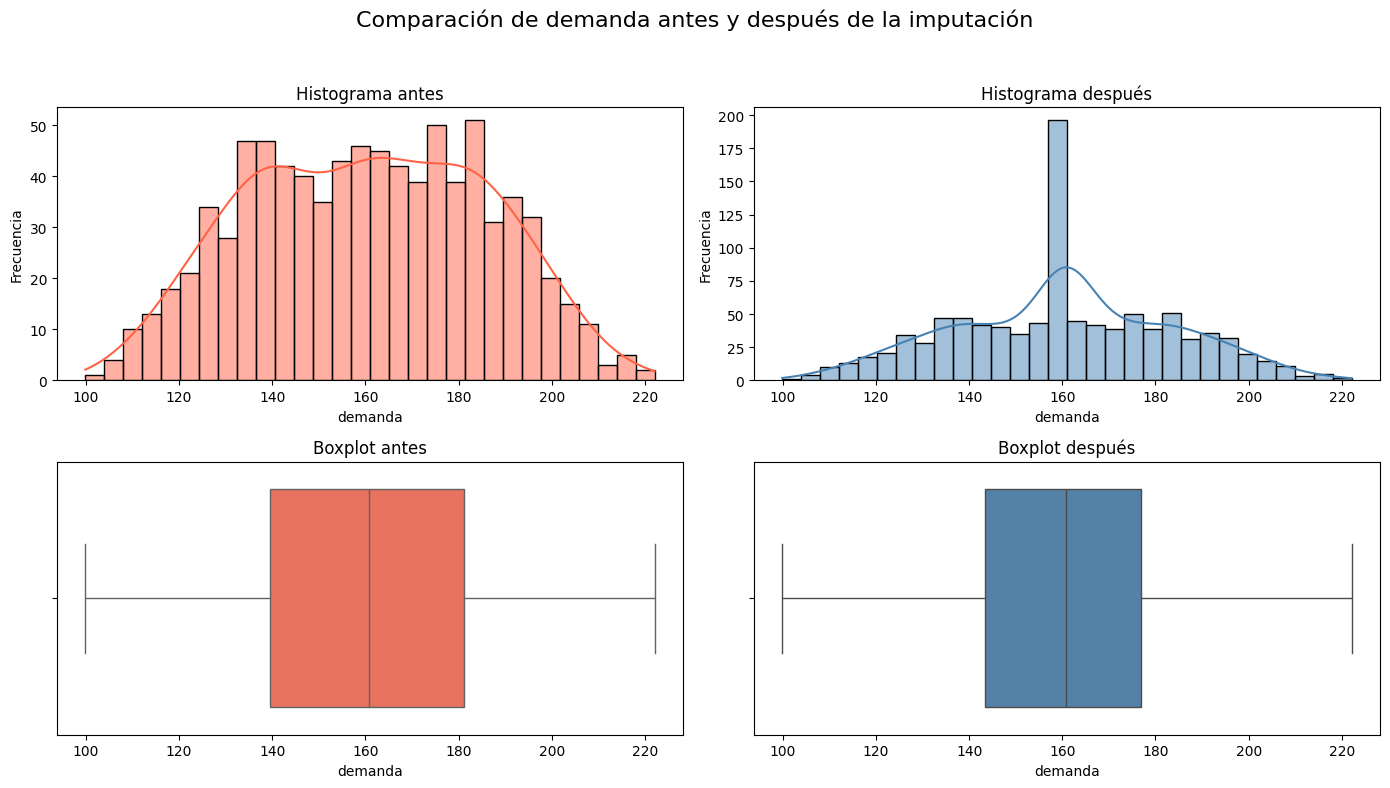 Comparación de demanda antes y después de la imputación
Histograma antes
Frecuencia
50
40
30
20
10
0
100 120 140 160 180 200 220
demanda
Histograma después
Frecuencia
200
175
150
125
100
75
50
25
0
100 120 140 160 180 200 220
demanda
Boxplot antes
100 120 140 160 180 200 220
demanda
Boxplot después
100 120 140 160 180 200 220
demanda